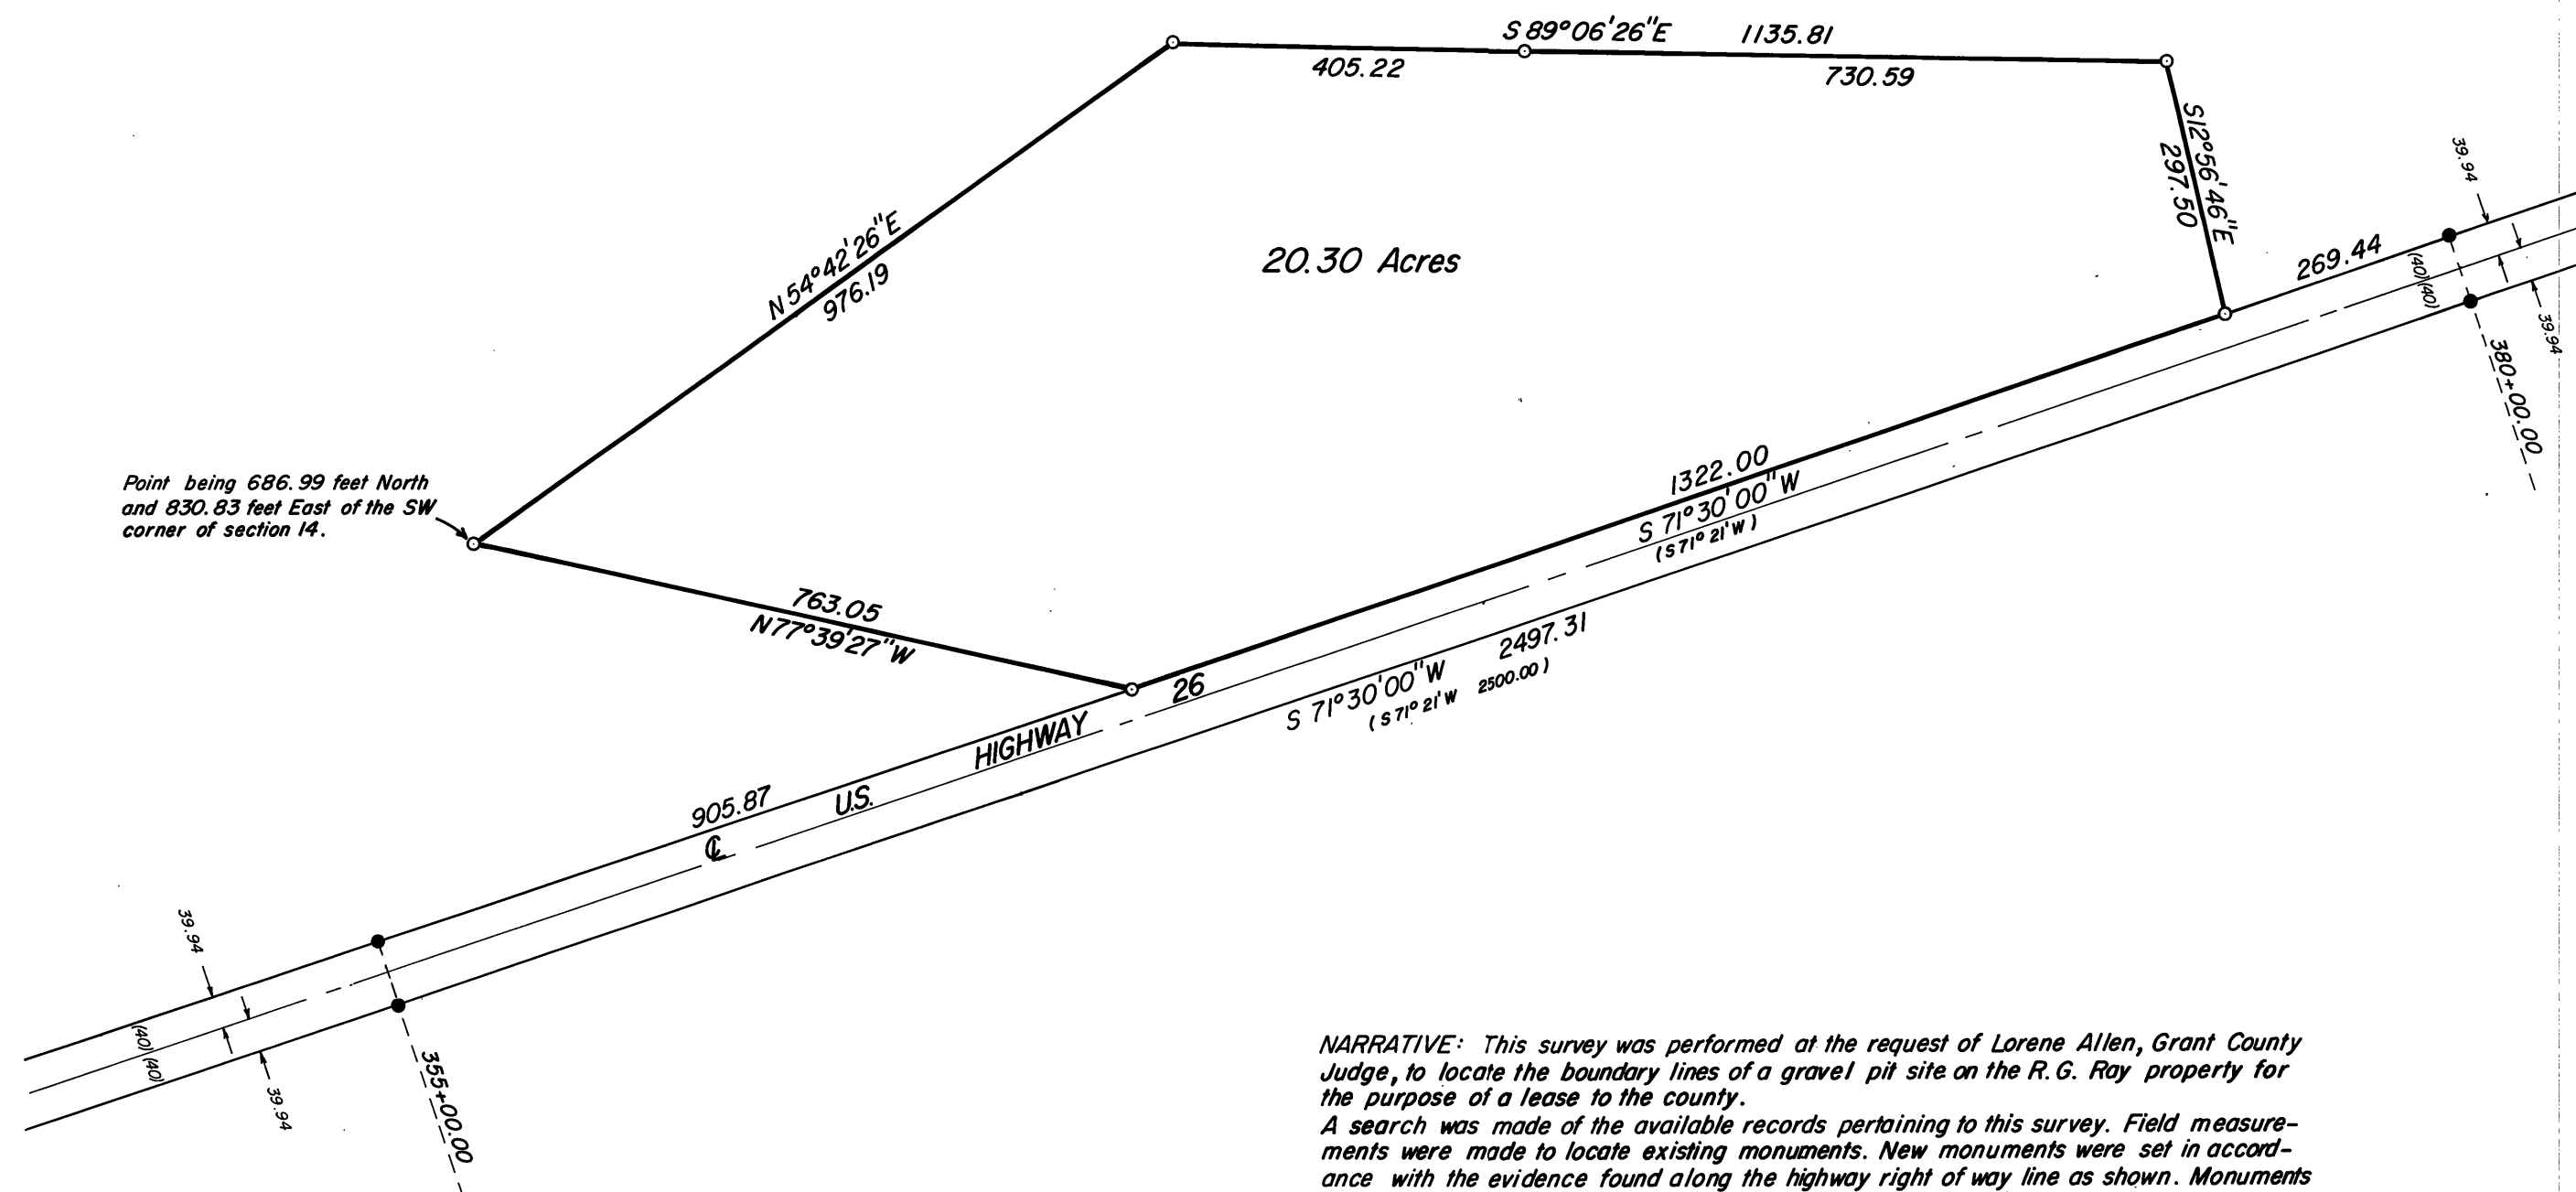 S 89°06'26"E 1135.81
405.22
730.59
S12°56'46"E
297.50
39.94
269.44
(40)(40)
39.94
380+00.00
N 54°42'26"E
976.19
20.30 Acres
Point being 686.99 feet North
and 830.83 feet East of the SW
corner of section 14.
1322.00
S 71°30'00"W
(S 71° 21' W)
763.05
N77°39'27"W
2497.31
S 71°30'00"W
(S 71° 21' W 2500.00)
U.S. HIGHWAY 26
905.87
℄
39.94
(40)(40)
39.94
355+00.00
NARRATIVE: This survey was performed at the request of Lorene Allen, Grant County
Judge, to locate the boundary lines of a gravel pit site on the R.G. Ray property for
the purpose of a lease to the county.
A search was made of the available records pertaining to this survey. Field measure-
ments were made to locate existing monuments. New monuments were set in accord-
ance with the evidence found along the highway right of way line as shown. Monuments